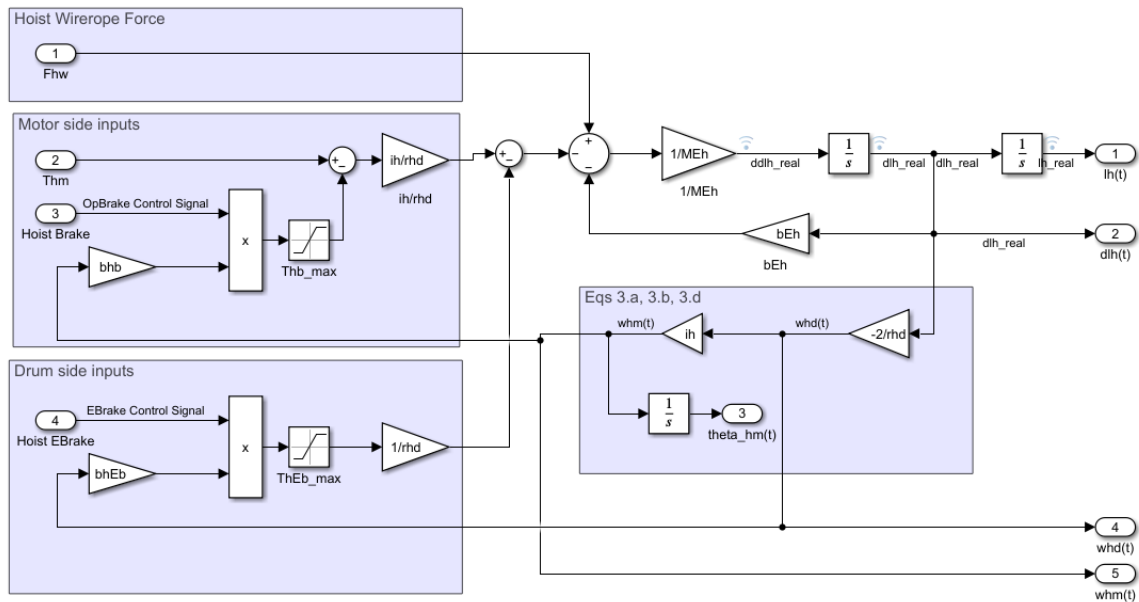 Hoist Wirerope Force
1
Fhw
Motor side inputs
2
Thm
3
OpBrake Control Signal
Hoist Brake
bhb
x
Thb_max
+
−
ih/rhd
ih/rhd
+
−
+
−
−
1/MEh
1/MEh
ddlh_real
1
s
dlh_real
dlh_real
1
s
lh_real
1
lh(t)
bEh
bEh
dlh_real
2
dlh(t)
Eqs 3.a, 3.b, 3.d
whm(t)
ih
whd(t)
-2/rhd
1
s
3
theta_hm(t)
Drum side inputs
4
EBrake Control Signal
Hoist EBrake
bhEb
x
ThEb_max
1/rhd
4
whd(t)
5
whm(t)